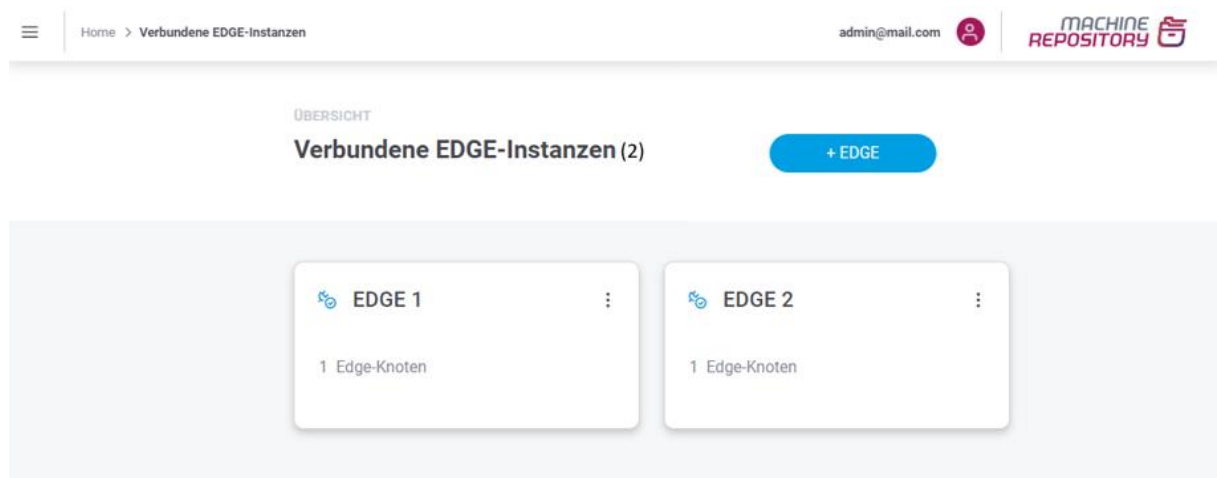 Home > Verbundene EDGE-Instanzen
admin@mail.com
MACHINE
REPOSITORY
ÜBERSICHT
Verbundene EDGE-Instanzen (2)
+ EDGE
EDGE 1
1 Edge-Knoten
EDGE 2
1 Edge-Knoten